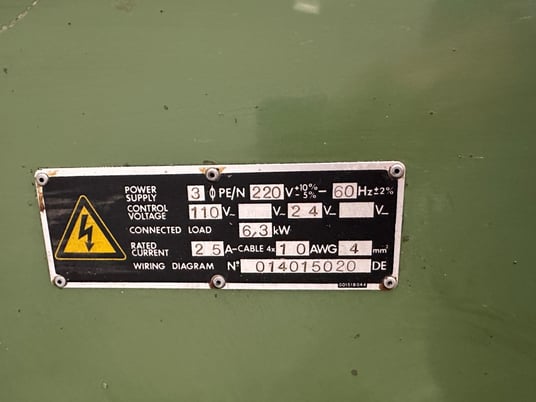 POWER SUPPLY 3 ϕ PE/N 220 V +10% - 5% ~ 60 Hz ±2%
CONTROL VOLTAGE 110 V~ V~ 24 V~ V~
CONNECTED LOAD 6,3 kW
RATED CURRENT 25 A-CABLE 4x 10 AWG 4 mm²
WIRING DIAGRAM N° 014015020 DE